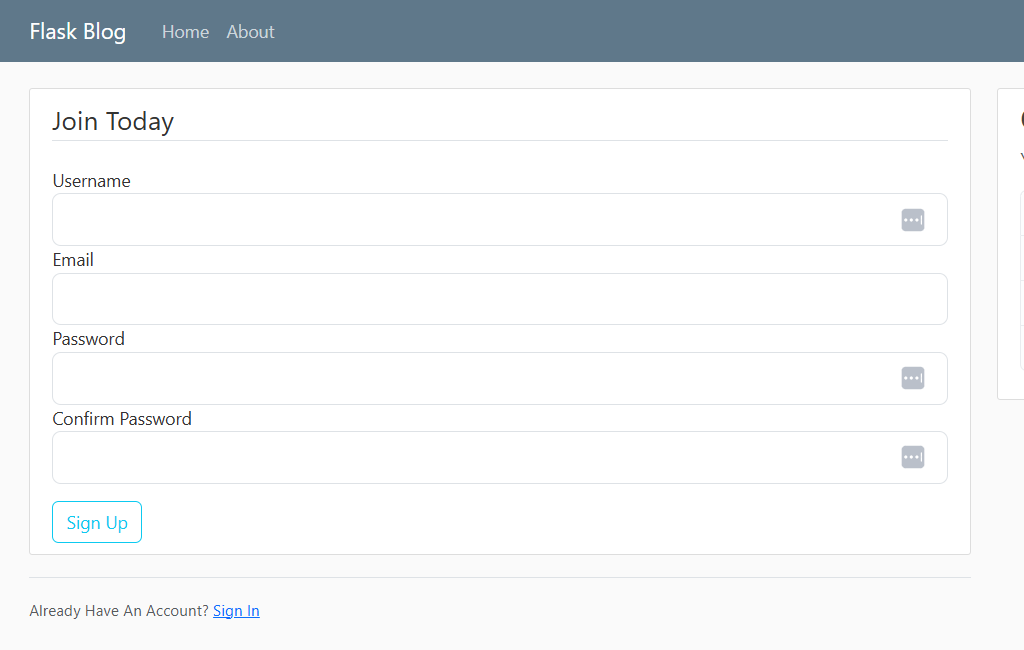 Flask Blog Home About
Join Today
Username
Email
Password
Confirm Password
Sign Up
Already Have An Account? Sign In